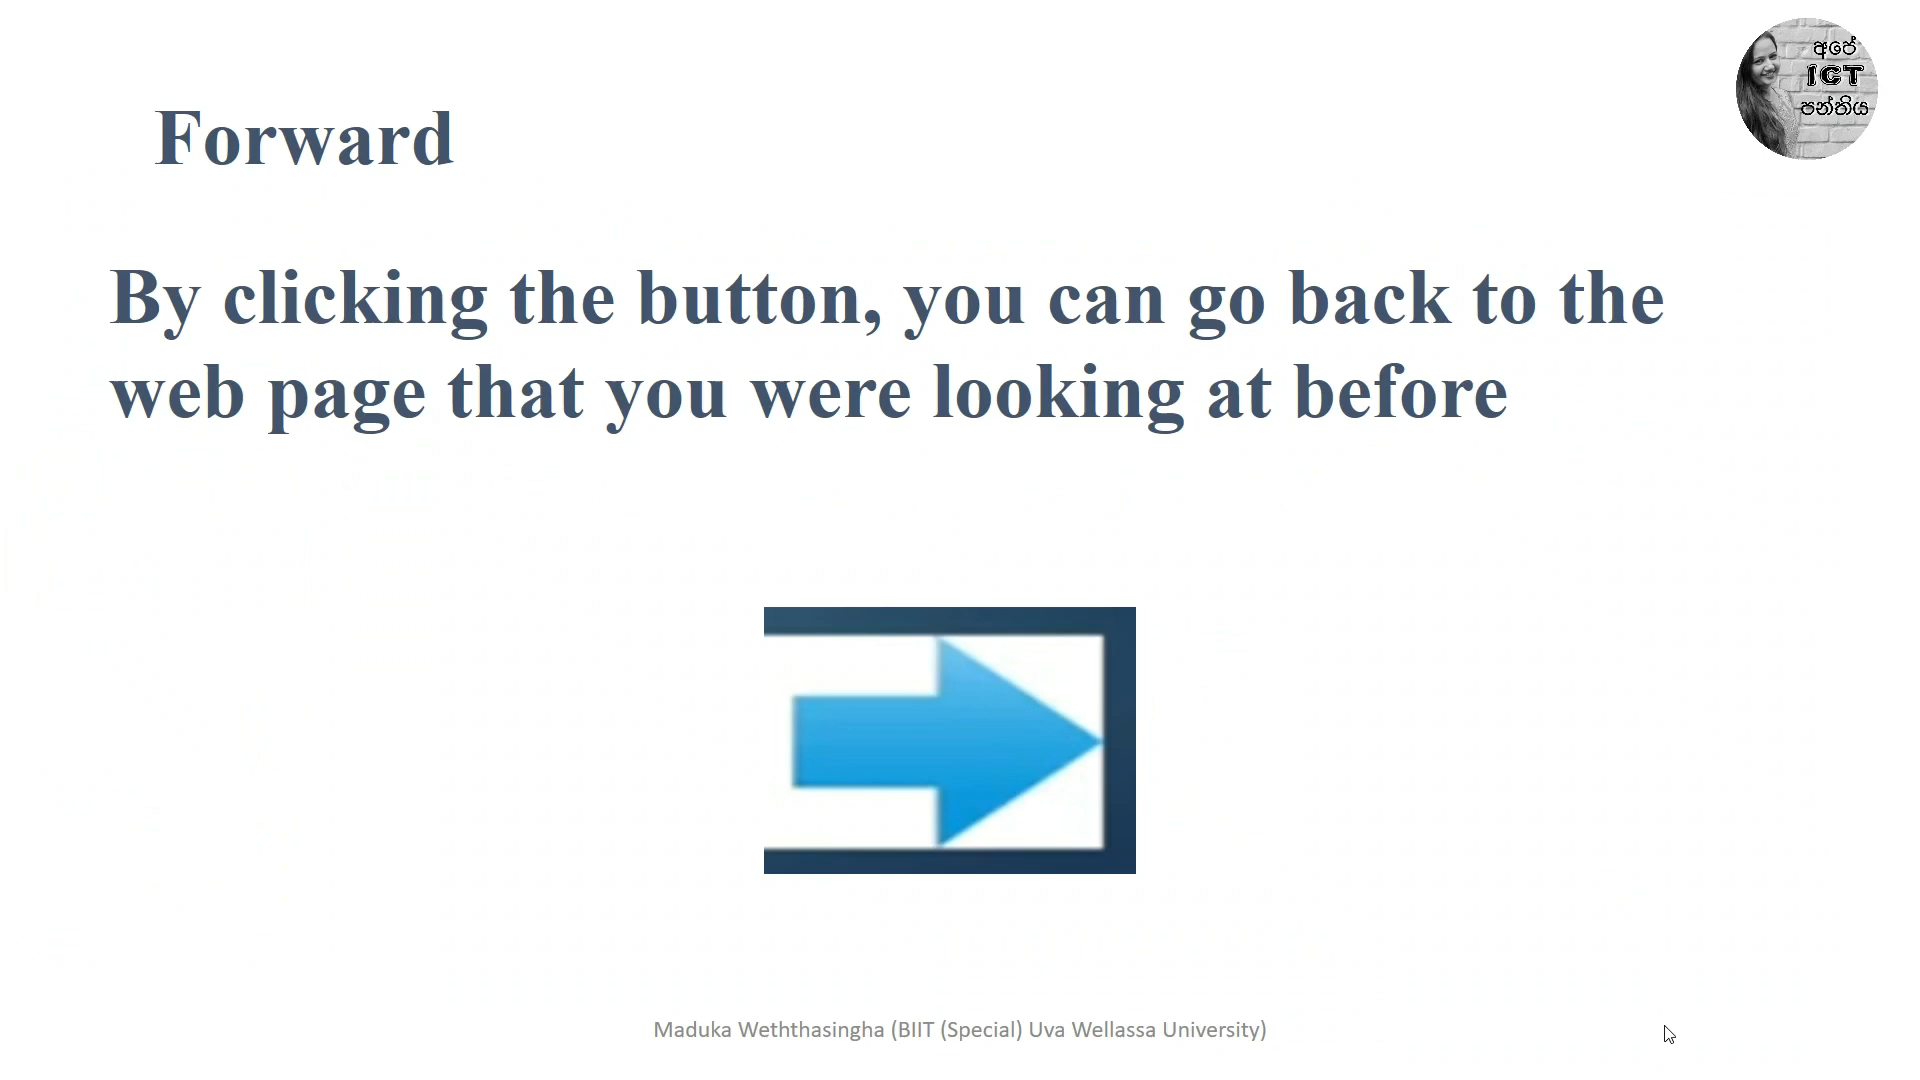 අපේ
ICT
පන්තිය
Forward
By clicking the button, you can go back to the
web page that you were looking at before
Maduka Weththasingha (BIIT (Special) Uva Wellassa University)